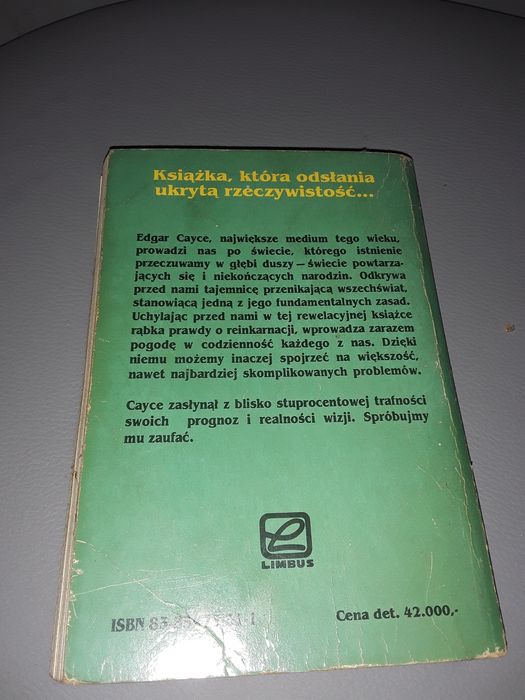 Książka, która odsłania
ukrytą rzeczywistość...
Edgar Cayce, największe medium tego wieku,
prowadzi nas po świecie, którego istnienie
przeczuwamy w głębi duszy — świecie powtarza-
jących się i niekończących narodzin. Odkrywa
przed nami tajemnicę przenikającą wszechświat,
stanowiącą jedną z jego fundamentalnych zasad.
Uchylając przed nami w tej rewelacyjnej książce
rąbka prawdy o reinkarnacji, wprowadza zarazem
pogodę w codzienność każdego z nas. Dzięki
niemu możemy inaczej spojrzeć na większość,
nawet najbardziej skomplikowanych problemów.
Cayce zasłynął z blisko stuprocentowej trafności
swoich prognoz i realności wizji. Spróbujmy
mu zaufać.
LIMBUS
ISBN
Cena det. 42.000,-